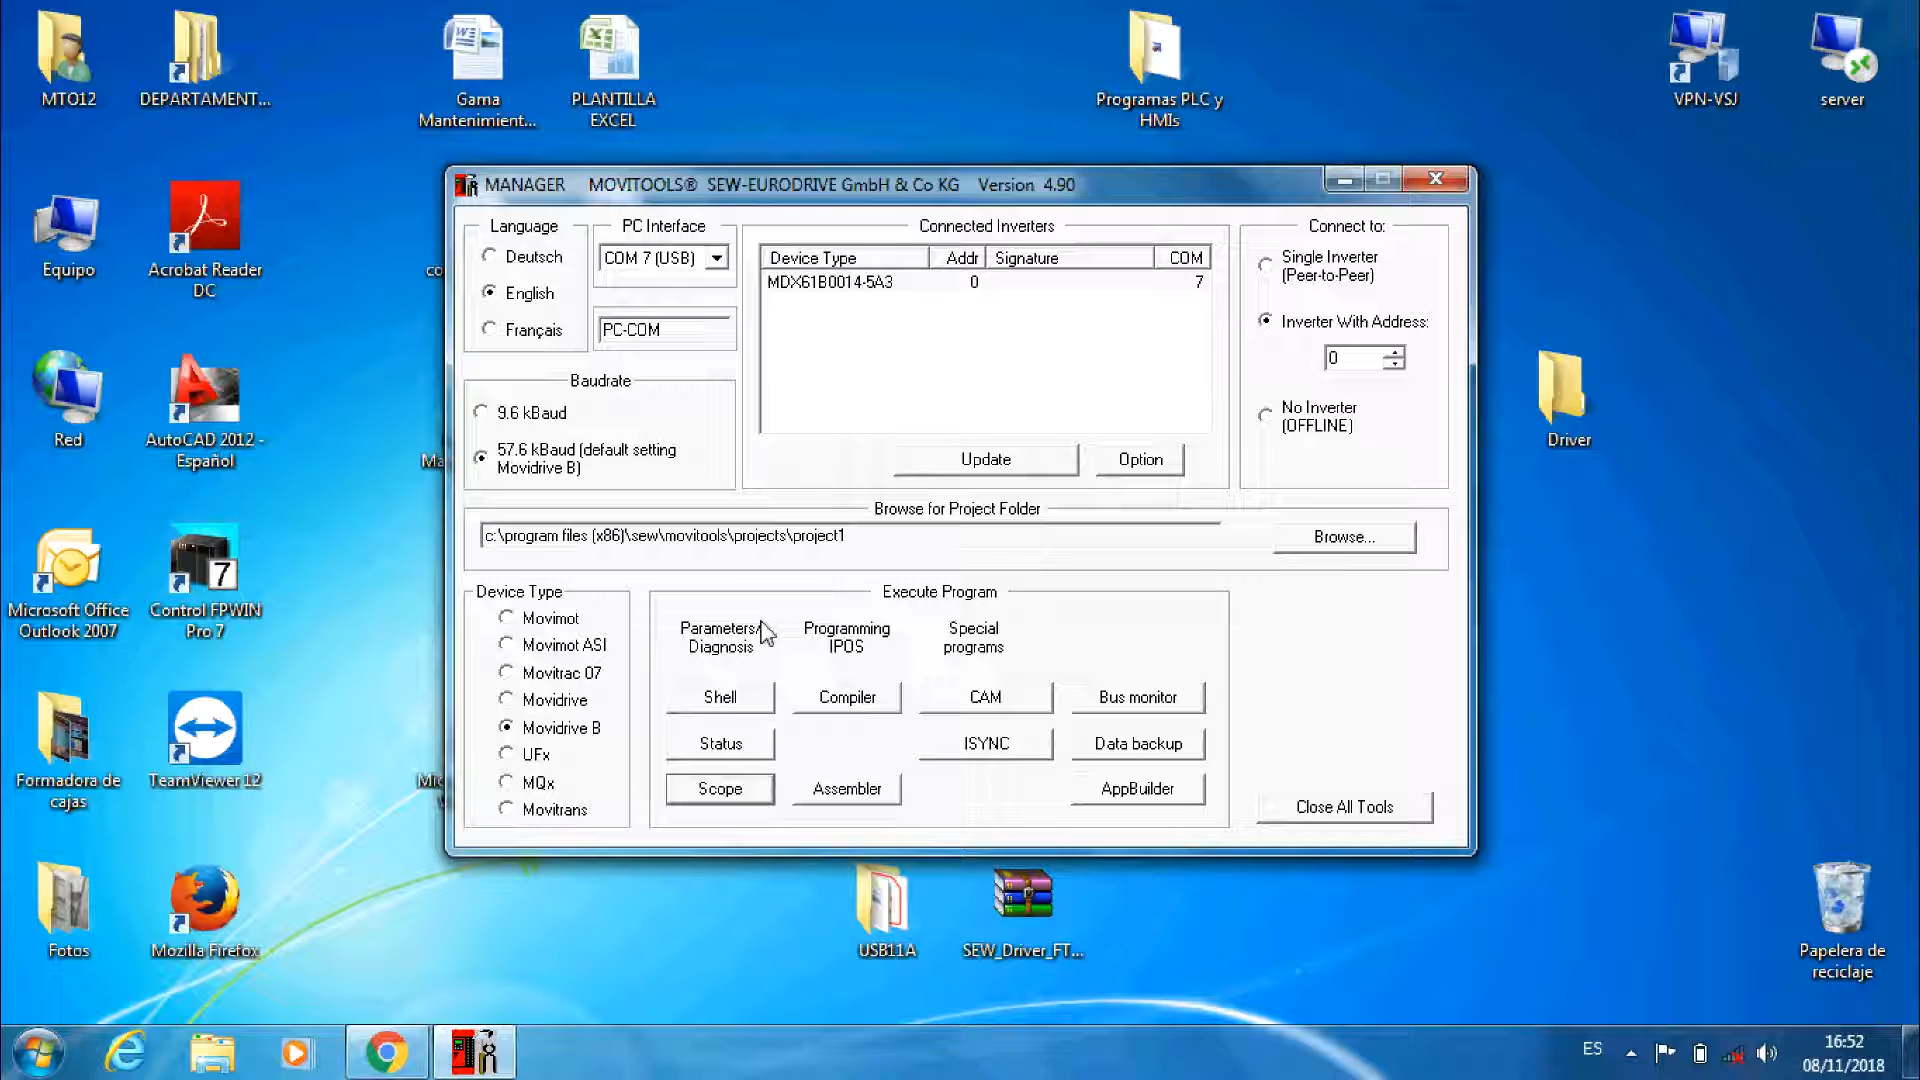 MTO12
DEPARTAMENT...
Gama
Mantenimient...
PLANTILLA
EXCEL
Programas PLC y
HMIs
VPN-VSJ
server
Equipo
Acrobat Reader
DC
co
Red
AutoCAD 2012 -
Español
Ma
Microsoft Office
Outlook 2007
7
Control FPWIN
Pro 7
Formadora de
cajas
TeamViewer 12
Mic
Fotos
Mozilla Firefox
USB11A
SEW_Driver_FT...
Driver
Papelera de
reciclaje
MANAGER MOVITOOLS® SEW-EURODRIVE GmbH & Co KG Version 4.90
Language
Deutsch
English
Français
PC Interface
COM 7 (USB)
PC-COM
Baudrate
9.6 kBaud
57.6 kBaud (default setting
Movidrive B)
Connected Inverters
Device Type Addr Signature COM
MDX61B0014-5A3 0 7
Update
Option
Connect to:
Single Inverter
(Peer-to-Peer)
Inverter With Address:
0
No Inverter
(OFFLINE)
Browse for Project Folder
c:\program files (x86)\sew\movitools\projects\project1
Browse...
Device Type
Movimot
Movimot ASI
Movitrac 07
Movidrive
Movidrive B
UFx
MQx
Movitrans
Execute Program
Parameters/
Diagnosis
Programming
IPOS
Special
programs
Shell
Compiler
CAM
Bus monitor
Status
ISYNC
Data backup
Scope
Assembler
AppBuilder
Close All Tools
ES
16:52
08/11/2018